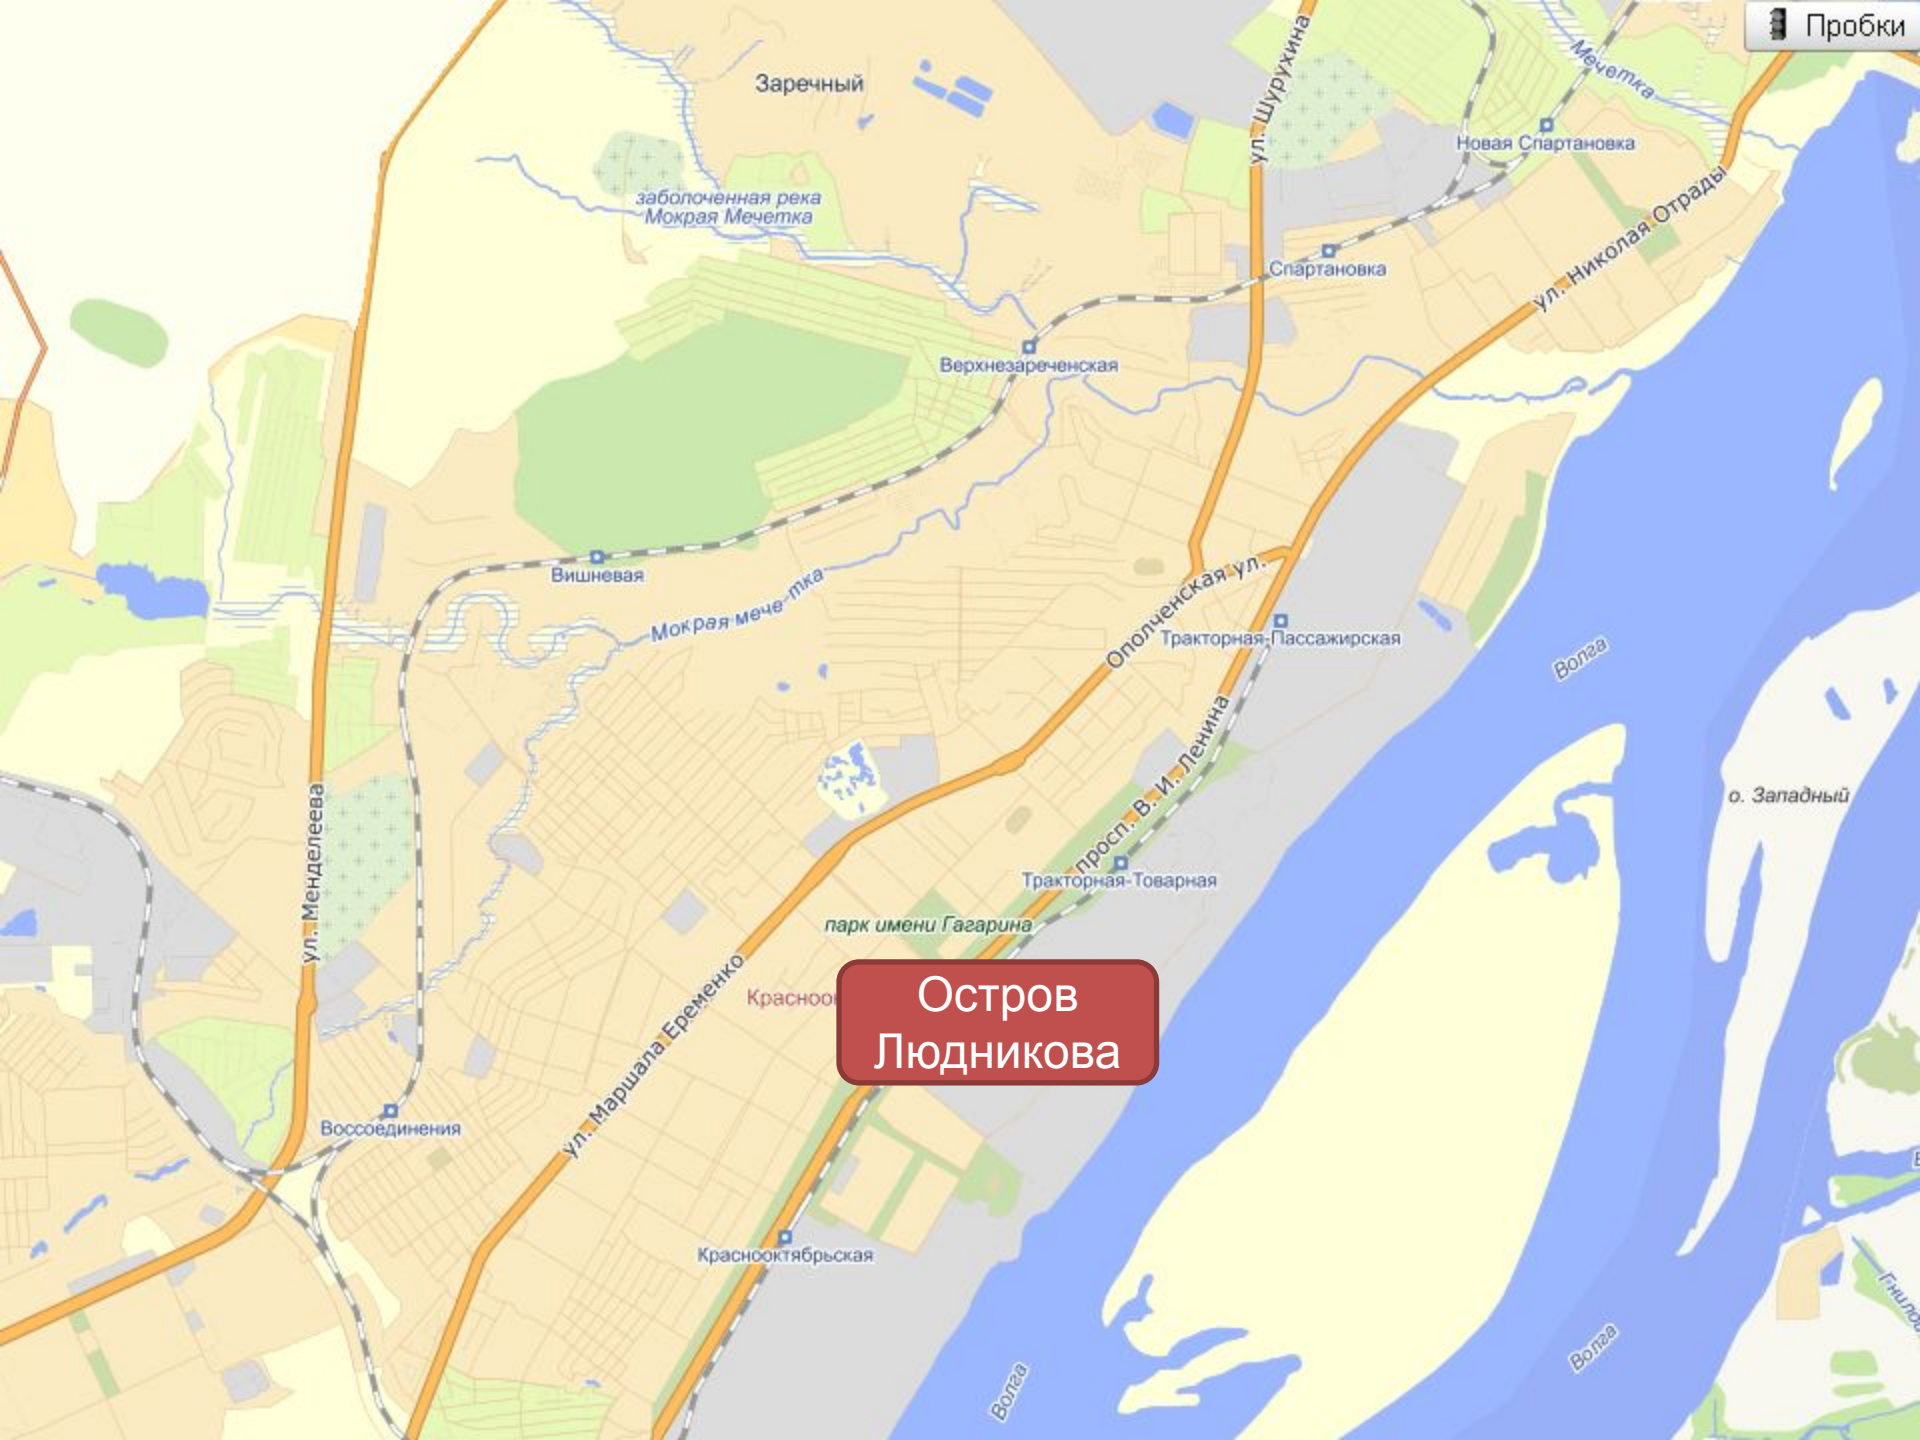 Пробки
Заречный
ул. Шурухина
Мечетка
Новая Спартановка
заболоченная река
Мокрая Мечетка
ул. Николая Отрады
Спартановка
Верхнезареченская
Вишневая
Мокрая мече-тка
Ополченская ул.
Тракторная-Пассажирская
Волга
просп. В. И. Ленина
о. Западный
ул. Менделеева
Тракторная-Товарная
парк имени Гагарина
Остров
Людникова
ул. Маршала Еременко
Воссоединения
Краснооктябрьская
Волга
Волга